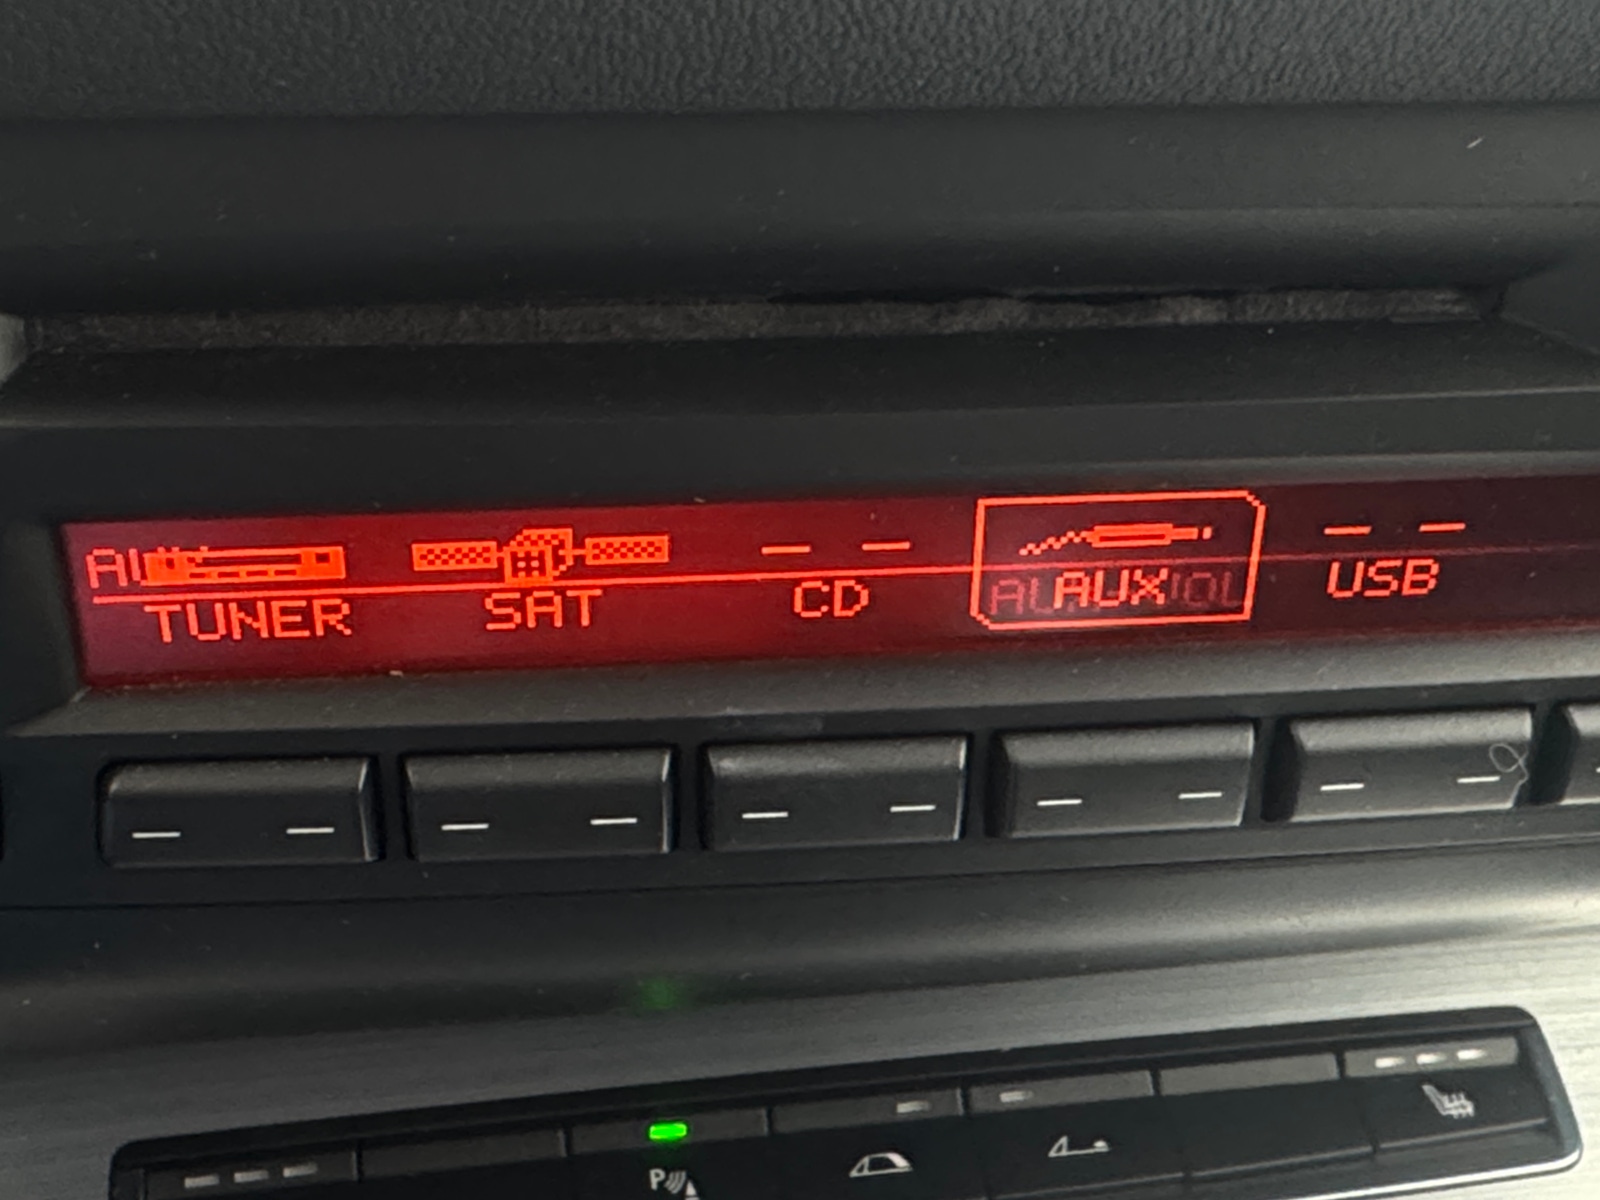 TUNER SAT CD AUX USB
P